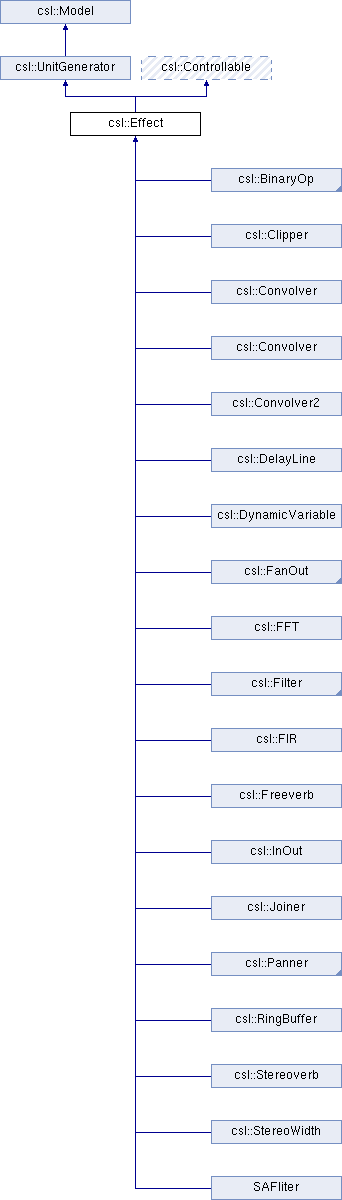 csl::Model
csl::UnitGenerator
csl::Controllable
csl::Effect
csl::BinaryOp
csl::Clipper
csl::Convolver
csl::Convolver
csl::Convolver2
csl::DelayLine
csl::DynamicVariable
csl::FanOut
csl::FFT
csl::Filter
csl::FIR
csl::Freeverb
csl::InOut
csl::Joiner
csl::Panner
csl::RingBuffer
csl::Stereoverb
csl::StereoWidth
SAFliter